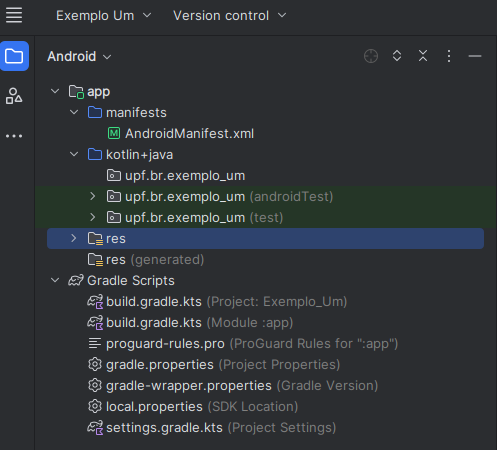 Exemplo Um Version control
Android
app
manifests
AndroidManifest.xml
kotlin+java
upf.br.exemplo_um
upf.br.exemplo_um (androidTest)
upf.br.exemplo_um (test)
res
res (generated)
Gradle Scripts
build.gradle.kts (Project: Exemplo_Um)
build.gradle.kts (Module :app)
proguard-rules.pro (ProGuard Rules for ":app")
gradle.properties (Project Properties)
gradle-wrapper.properties (Gradle Version)
local.properties (SDK Location)
settings.gradle.kts (Project Settings)